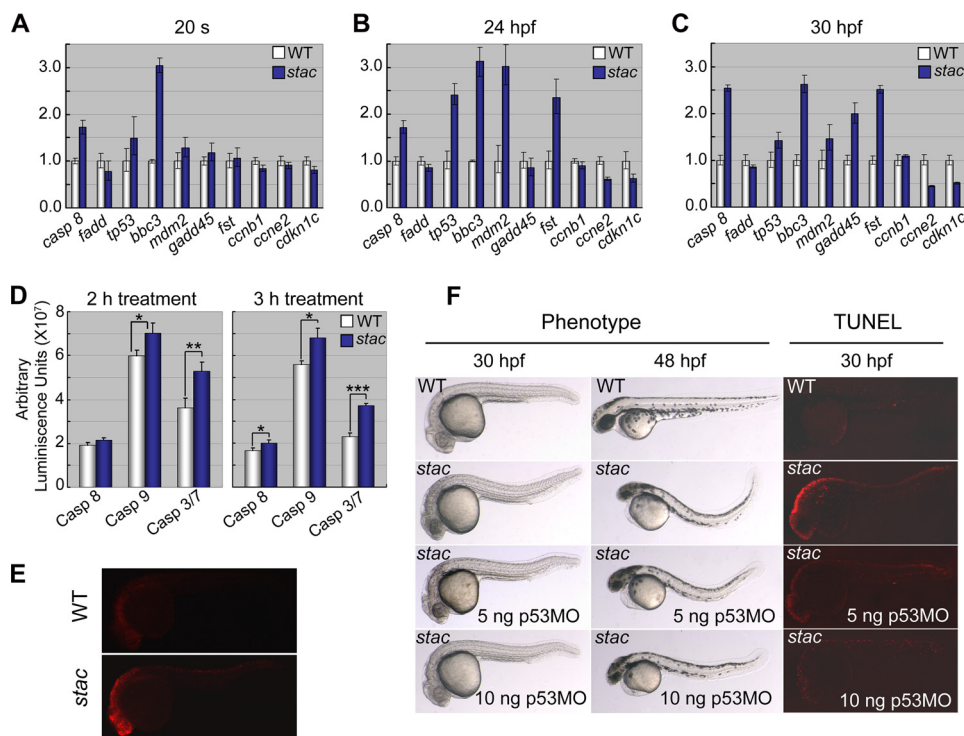 A
20 s
WT
stac
3.0
2.0
1.0
0.0
casp 8
fadd
tp53
bbc3
mdm2
gadd45
fst
ccnb1
ccne2
cdkn1c
B
24 hpf
WT
stac
3.0
2.0
1.0
0.0
casp 8
fadd
tp53
bbc3
mdm2
gadd45
fst
ccnb1
ccne2
cdkn1c
C
30 hpf
WT
stac
3.0
2.0
1.0
0.0
casp 8
fadd
tp53
bbc3
mdm2
gadd45
fst
ccnb1
ccne2
cdkn1c
D
2 h treatment
3 h treatment
Arbitrary
Luminiscence Units (X10⁷)
8
6
4
2
0
*
**
*
*
***
WT
stac
Casp 8
Casp 9
Casp 3/7
Casp 8
Casp 9
Casp 3/7
E
WT
stac
F
Phenotype
TUNEL
30 hpf
48 hpf
30 hpf
WT
WT
WT
stac
stac
stac
stac
5 ng p53MO
stac
5 ng p53MO
stac
5 ng p53MO
stac
10 ng p53MO
stac
10 ng p53MO
stac
10 ng p53MO